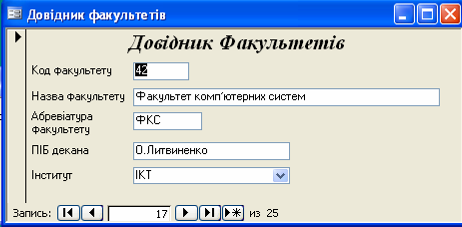 Довідник факультетів
Довідник Факультетів
Код факультету 42
Назва факультету Факультет комп'ютерних систем
Абревіатура факультету ФКС
ПІБ декана О.Литвиненко
Інститут ІКТ
Запись: 17 из 25